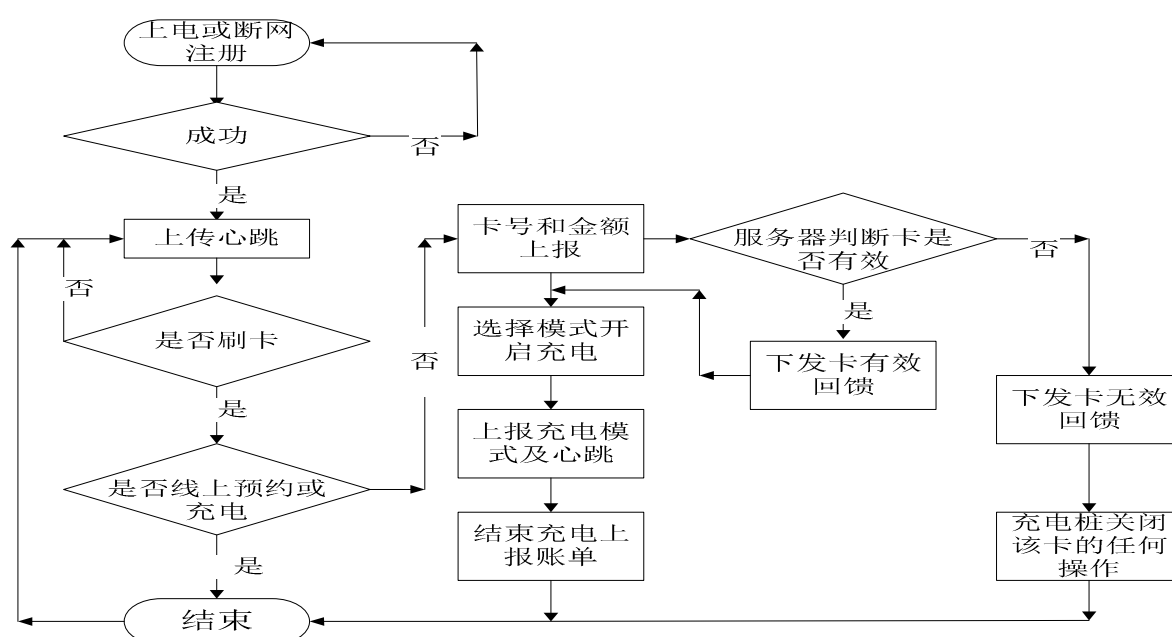 上电或断网
注册
成功
否
是
上传心跳
否
是否刷卡
是
是否线上预约或
充电
否
是
结束
卡号和金额
上报
选择模式开
启充电
上报充电模
式及心跳
结束充电上
报账单
服务器判断卡是
否有效
是
下发卡有效
回馈
否
下发卡无效
回馈
充电桩关闭
该卡的任何
操作